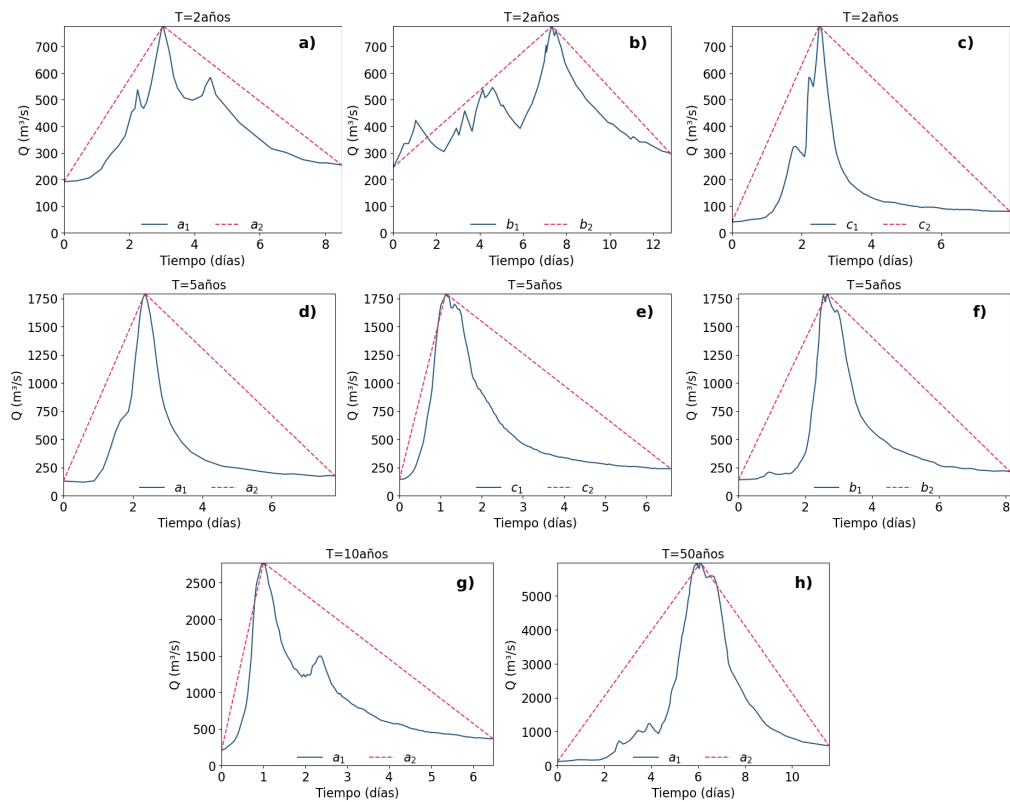 T=2años T=2años T=2años
a) b) c)
Q (m³/s) Q (m³/s) Q (m³/s)
700 700 700
600 600 600
500 500 500
400 400 400
300 300 300
200 200 200
100 100 100
a₁ a₂ b₁ b₂ c₁ c₂
0 0 0
0 2 4 6 8 0 2 4 6 8 10 12 0 2 4 6
Tiempo (días) Tiempo (días) Tiempo (días)
T=5años T=5años T=5años
d) e) f)
Q (m³/s) Q (m³/s) Q (m³/s)
1750 1750 1750
1500 1500 1500
1250 1250 1250
1000 1000 1000
750 750 750
500 500 500
250 250 250
a₁ a₂ c₁ c₂ b₁ b₂
0 0 0
0 2 4 6 0 1 2 3 4 5 6 0 2 4 6 8
Tiempo (días) Tiempo (días) Tiempo (días)
T=10años T=50años
g) h)
Q (m³/s) Q (m³/s)
2500 5000
2000 4000
1500 3000
1000 2000
500 1000
a₁ a₂ a₁ a₂
0 0
0 1 2 3 4 5 6 0 2 4 6 8 10
Tiempo (días) Tiempo (días)